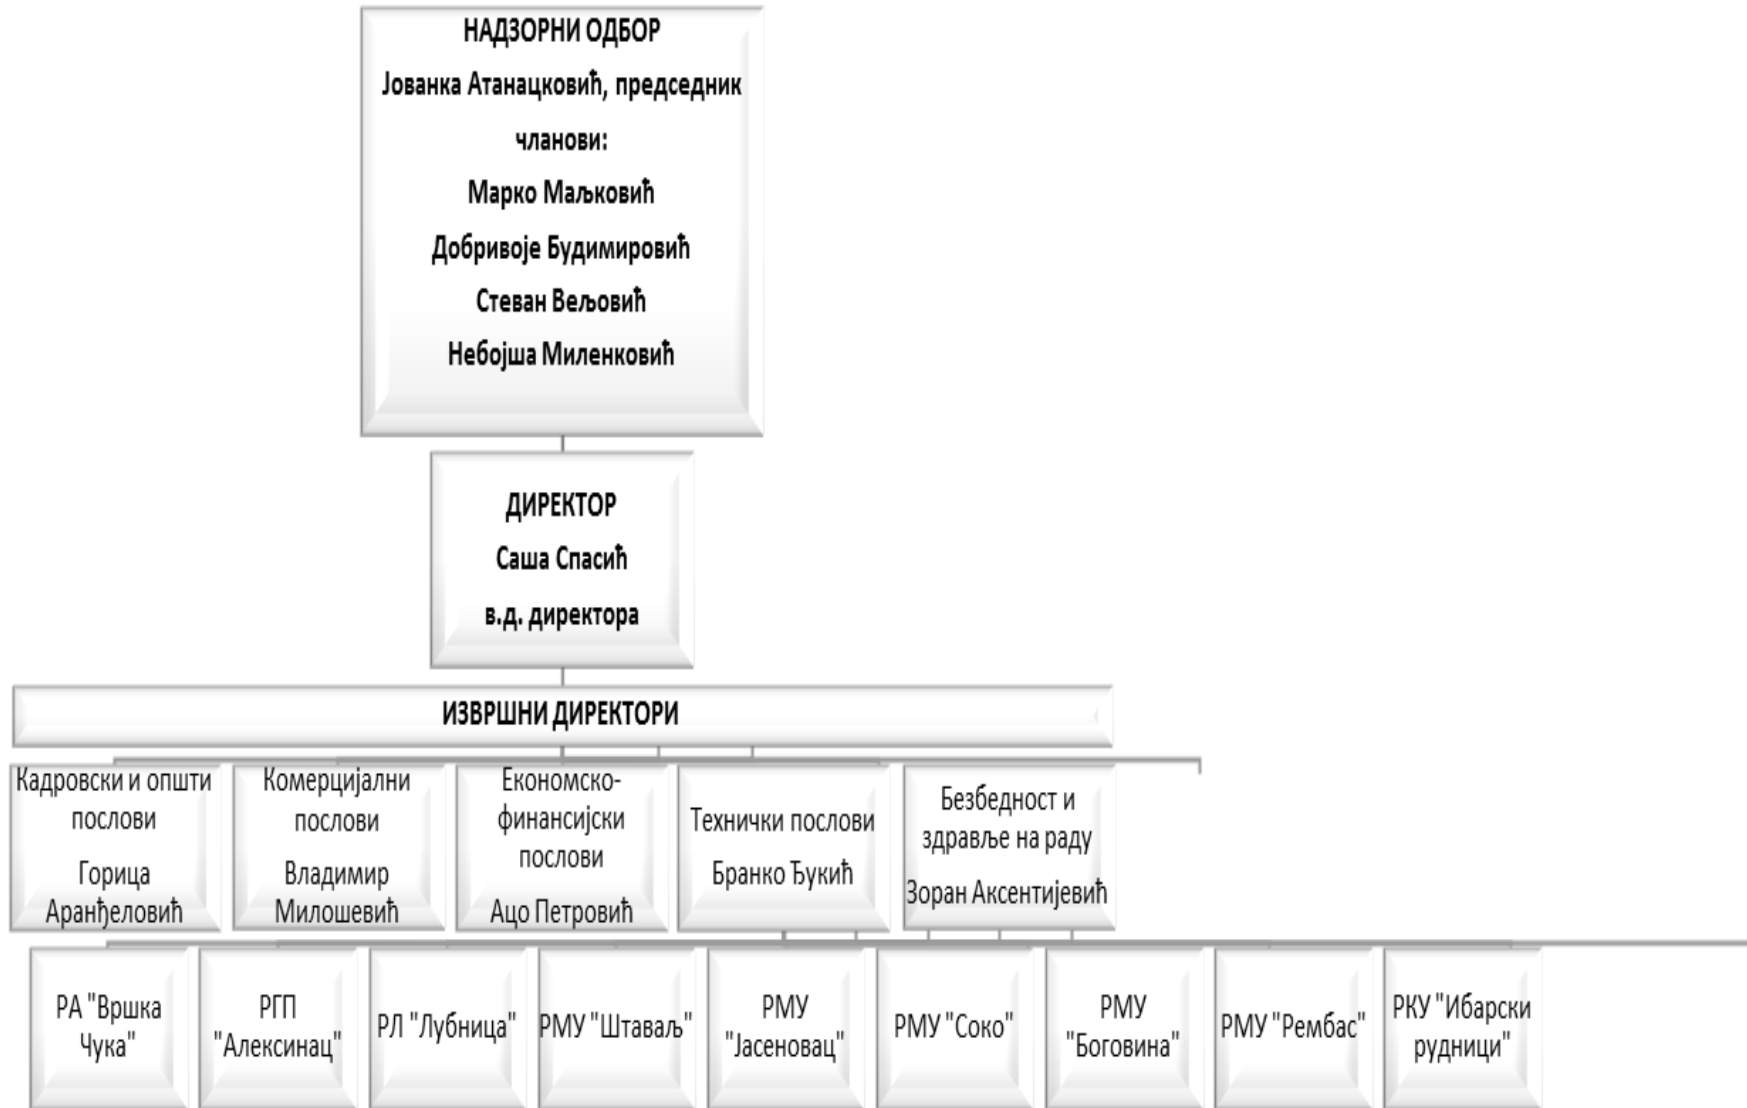 НАДЗОРНИ ОДБОР
Јованка Атанацковић, председник
чланови:
Марко Маљковић
Добривоје Будимировић
Стеван Вељовић
Небојша Миленковић
ДИРЕКТОР
Саша Спасић
в.д. директора
ИЗВРШНИ ДИРЕКТОРИ
Кадровски и општи
послови
Горица
Аранђеловић
Комерцијални
послови
Владимир
Милошевић
Економско-
финансијски
послови
Ацо Петровић
Технички послови
Бранко Ђукић
Безбедност и
здравље на раду
Зоран Аксентијевић
РА "Вршка
Чука"
РГП
"Алексинац"
РЛ "Лубница"
РМУ "Штаваљ"
РМУ
"Јасеновац"
РМУ "Соко"
РМУ
"Боговина"
РМУ "Рембас"
РКУ "Ибарски
рудници"